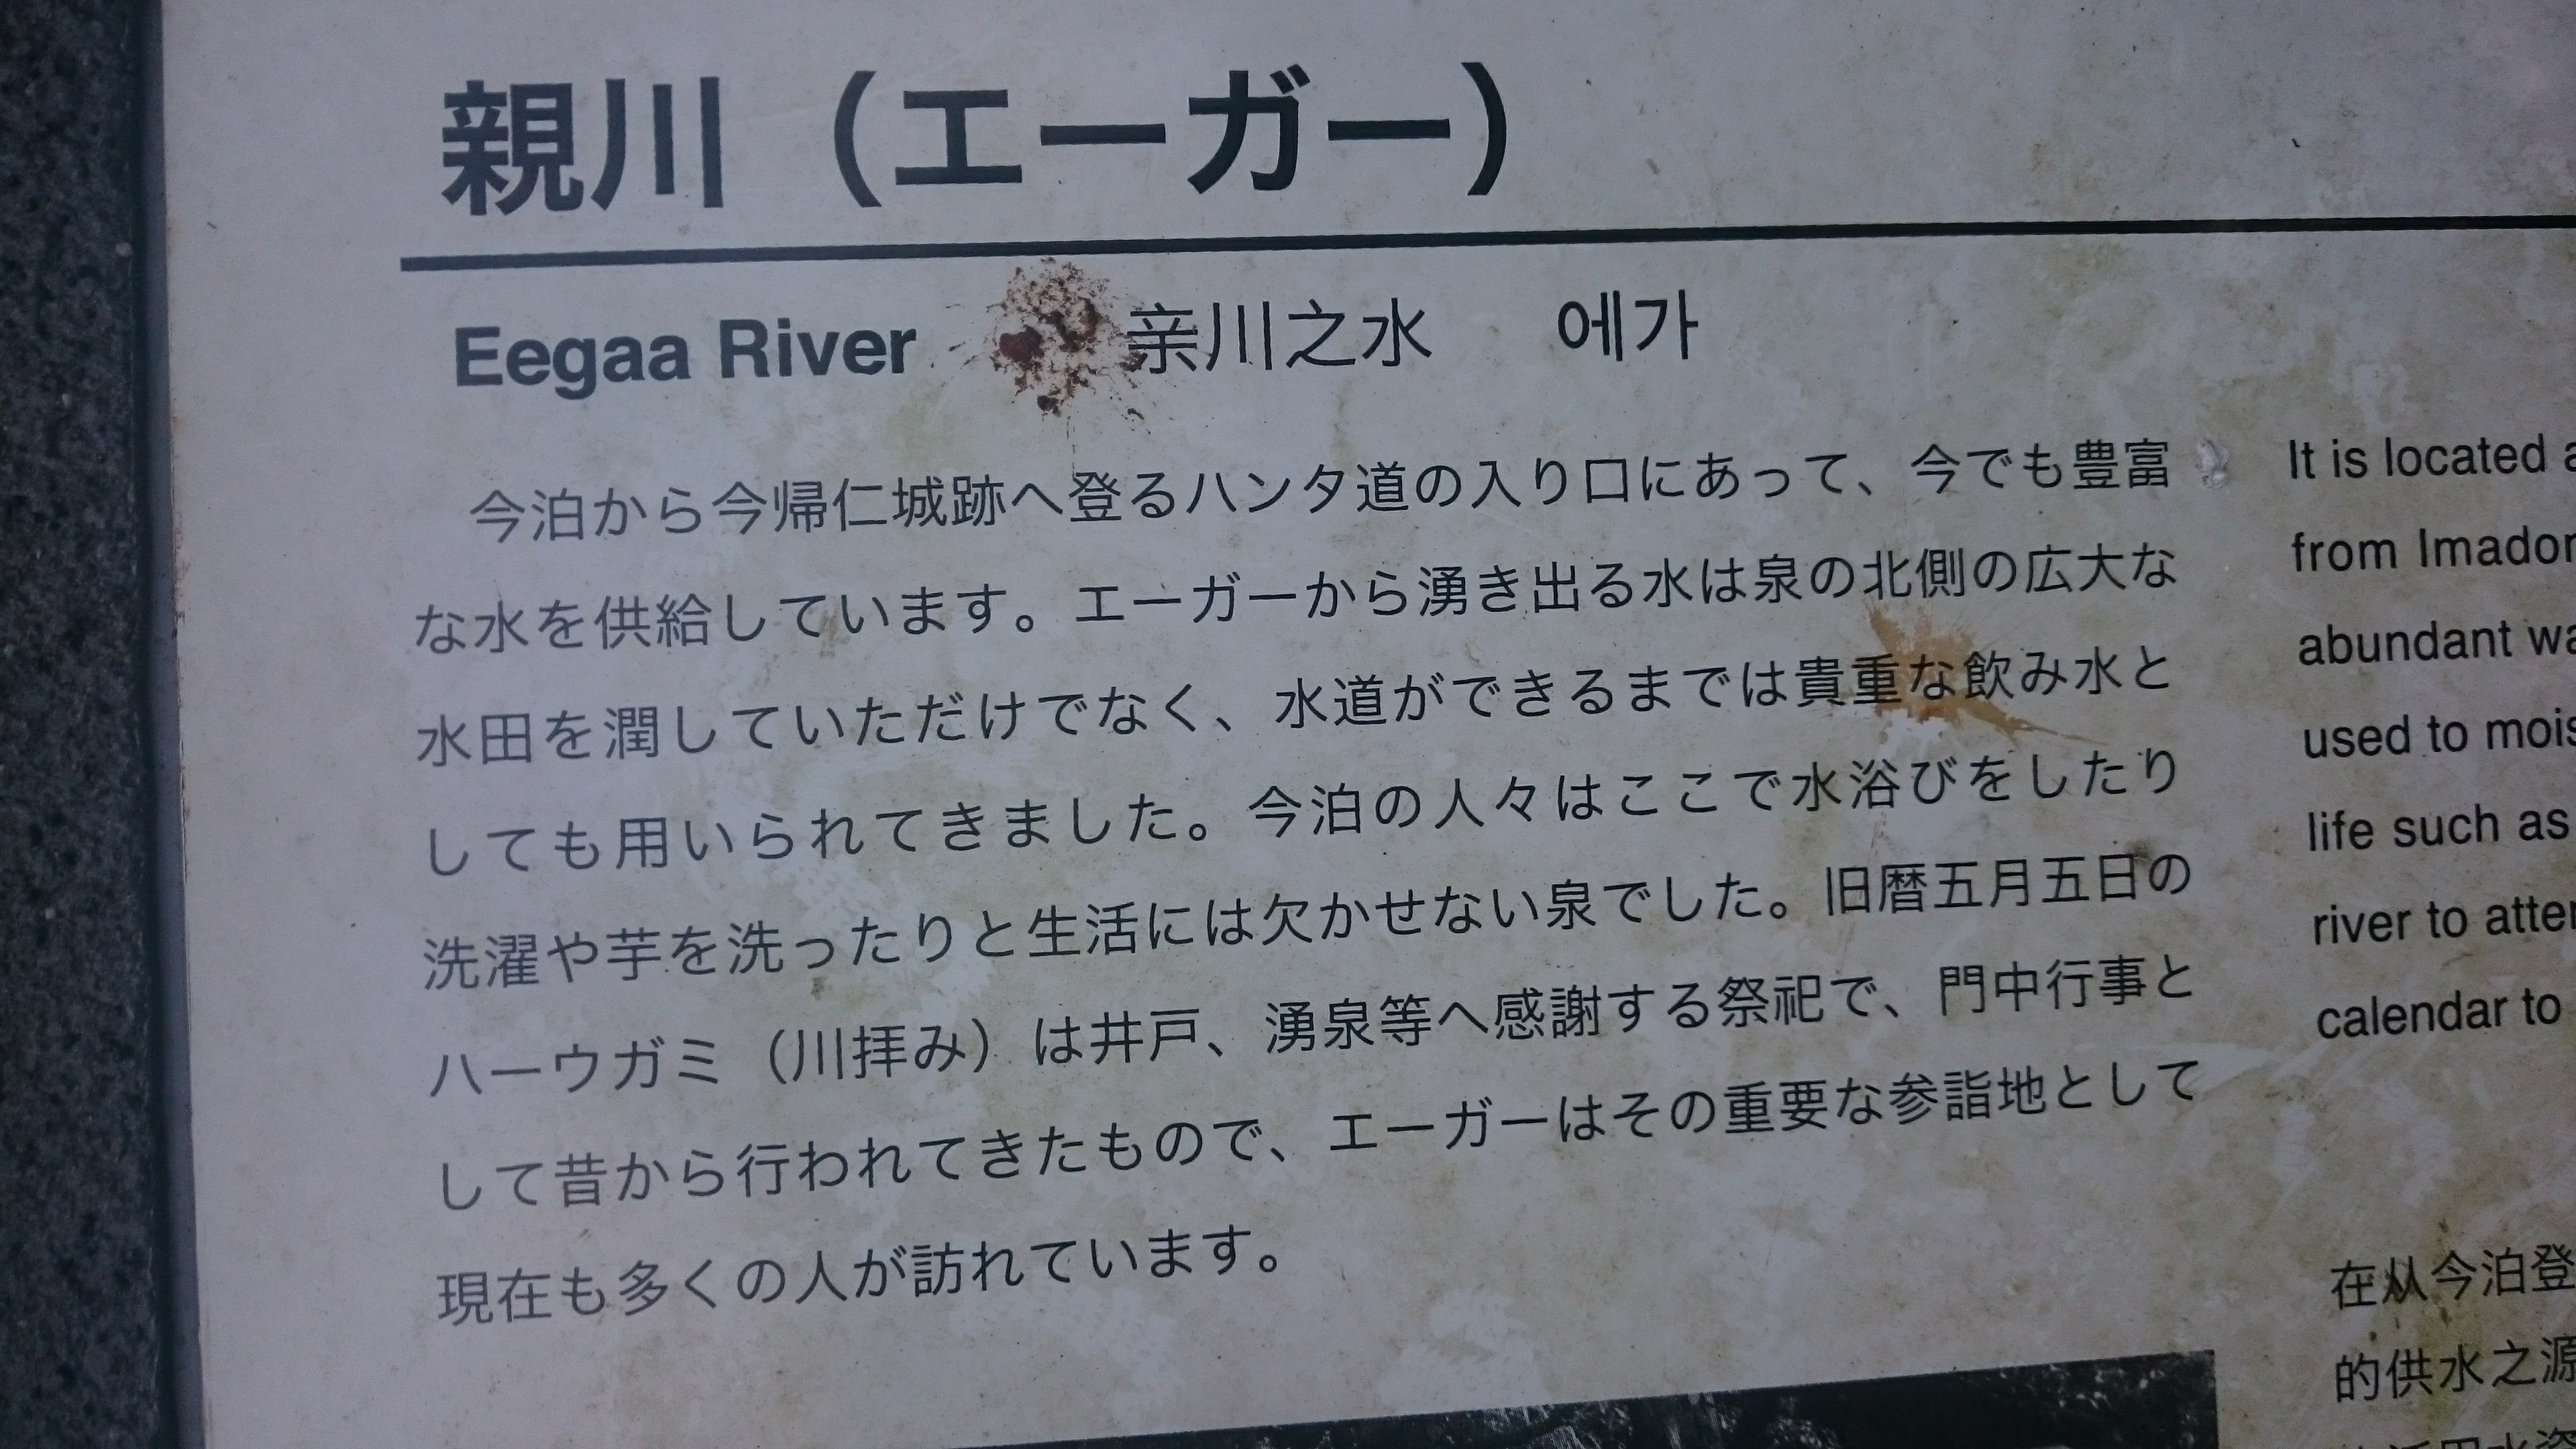 親川(エーガー)
Eegaa River 亲川之水 에가
今泊から今帰仁城跡へ登るハンタ道の入り口にあって、今でも豊富
な水を供給しています。エーガーから湧き出る水は泉の北側の広大な
水田を潤していただけでなく、水道ができるまでは貴重な飲み水と
しても用いられてきました。今泊の人々はここで水浴びをしたり
洗濯や芋を洗ったりと生活には欠かせない泉でした。旧暦五月五日の
ハーウガミ(川拝み)は井戸、湧泉等へ感謝する祭祀で、門中行事と
して昔から行われてきたもので、エーガーはその重要な参詣地として
現在も多くの人が訪れています。
It is located
from Imador
abundant wa
used to mois
life such as
river to atter
calendar to
在从今泊登
的供水之源